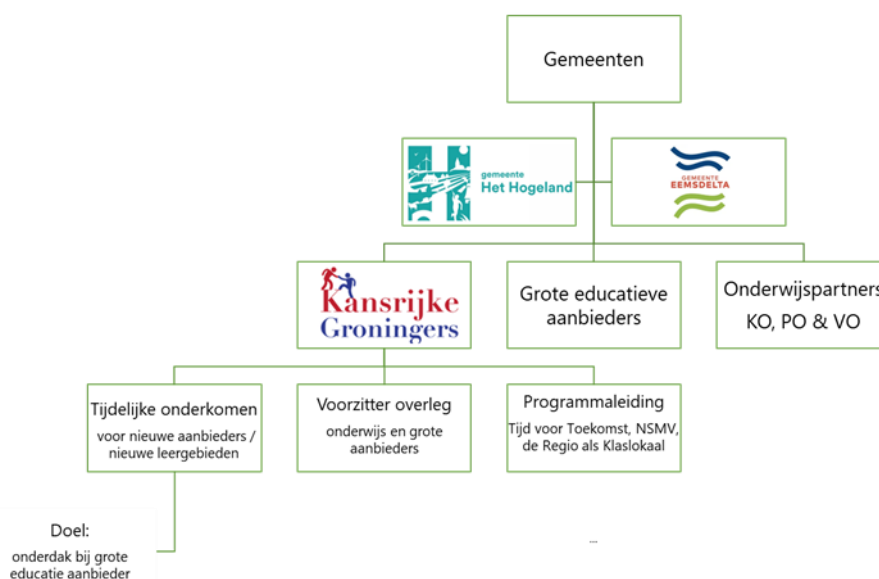 Gemeenten
gemeente
Het Hogeland
GEMEENTE
EEMSDELTA
Kansrijke
Groningers
Grote educatieve
aanbieders
Onderwijspartners
KO, PO & VO
Tijdelijke onderkomen
voor nieuwe aanbieders /
nieuwe leergebieden
Voorzitter overleg
onderwijs en grote
aanbieders
Programmaleiding
Tijd voor Toekomst, NSMV,
de Regio als Klaslokaal
Doel:
onderdak bij grote
educatie aanbieder
...